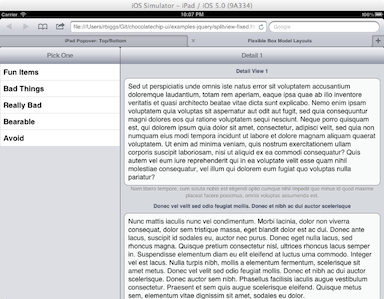 iOS Simulator – iPad / iOS 5.0 (9A334)
Carrier
10:07 PM
file:///Users/rbiggs/Git/chocolatechip-ui/examples-jquery/splitview-fixed
Google
iPad Popover: Top/Bottom
Flexible Box Model Layouts
Pick One
Detail 1
Fun Items
Bad Things
Really Bad
Bearable
Avoid
Detail View 1
Sed ut perspiciatis unde omnis iste natus error sit voluptatem accusantium
doloremque laudantium, totam rem aperiam, eaque ipsa quae ab illo inventore
veritatis et quasi architecto beatae vitae dicta sunt explicabo. Nemo enim ipsam
voluptatem quia voluptas sit aspernatur aut odit aut fugit, sed quia consequuntur
magni dolores eos qui ratione voluptatem sequi nesciunt. Neque porro quisquam
est, qui dolorem ipsum quia dolor sit amet, consectetur, adipisci velit, sed quia non
numquam eius modi tempora incidunt ut labore et dolore magnam aliquam quaerat
voluptatem. Ut enim ad minima veniam, quis nostrum exercitationem ullam
corporis suscipit laboriosam, nisi ut aliquid ex ea commodi consequatur? Quis
autem vel eum iure reprehenderit qui in ea voluptate velit esse quam nihil
molestiae consequatur, vel illum qui dolorem eum fugiat quo voluptas nulla
pariatur?
Nam libero tempore, cum soluta nobis est eligendi optio cumque nihil impedit quo minus id quod maxime
placeat facere possimus, omnis voluptas assumenda est.
Donec velit velit sed odio feugiat mollis. Donec et nibh ac dui auctor scelerisque
Nunc mattis iaculis nunc vel condimentum. Morbi lacinia, dolor non viverra
consequat, dolor sem tristique massa, eget blandit dolor est ac dui. Donec ante
lacus, suscipit id sodales eu, auctor nec purus. Donec eget nulla lacus, sed
rhoncus magna. Quisque pretium consectetur nisl, ultrices rhoncus lacus semper
in. Suspendisse elementum diam eu elit eleifend at luctus urna commodo. Integer
vel est lacus. Nulla turpis nibh, mollis a elementum fermentum, scelerisque sit
amet metus. Donec vel velit sed odio feugiat mollis. Donec et nibh ac dui auctor
scelerisque. Donec auctor sem nibh. Phasellus facilisis iaculis augue vestibulum
consectetur. Praesent et sem quis augue scelerisque eleifend. Quisque metus
sem, elementum vitae dignissim sit amet, sodales eu dolor.